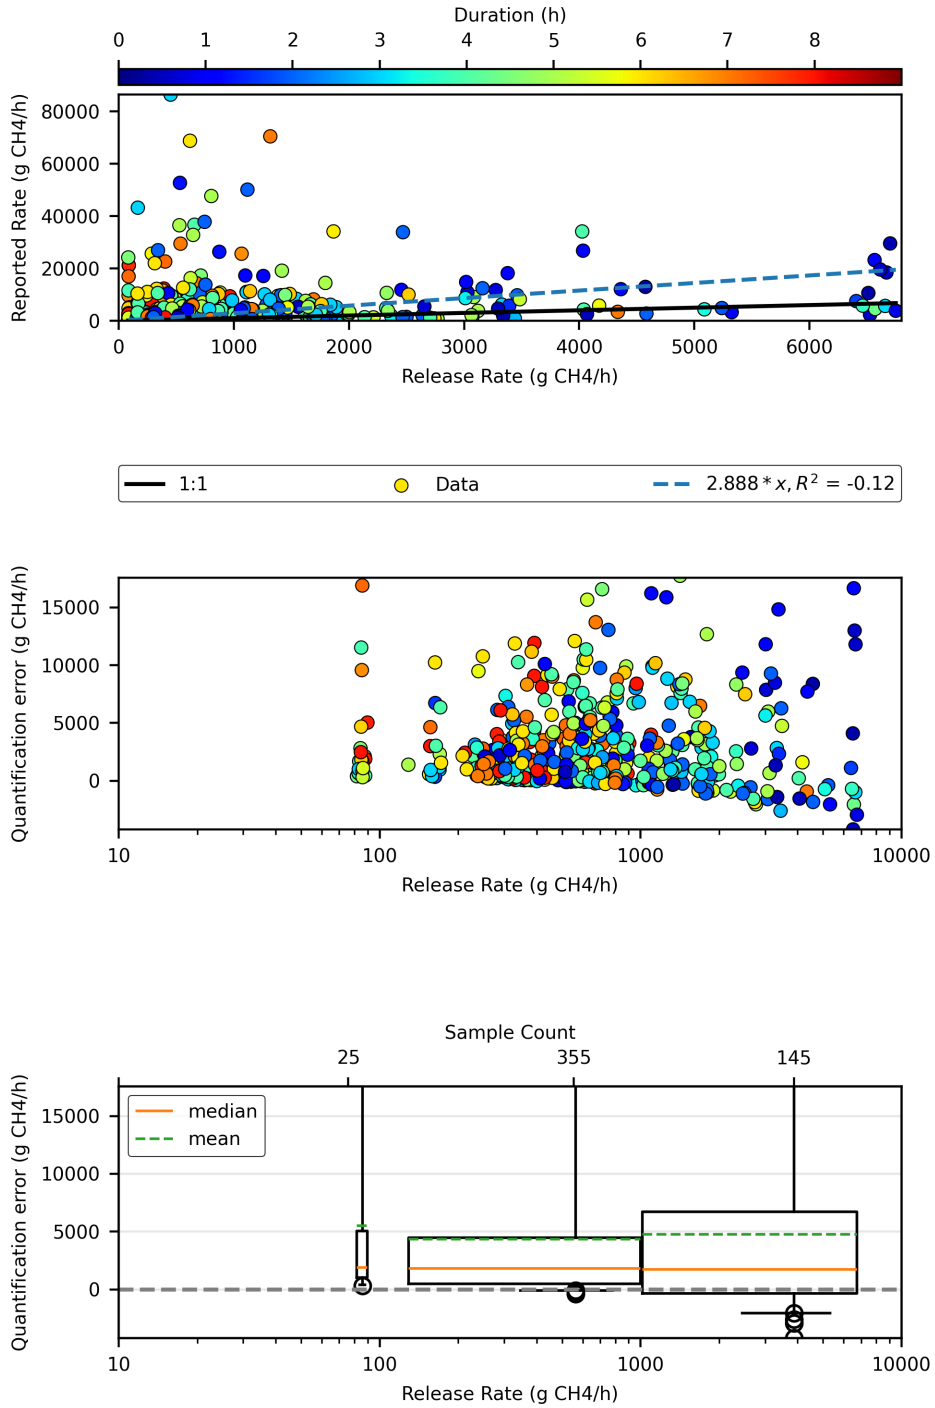 Duration (h)
0 1 2 3 4 5 6 7 8
Reported Rate (g CH4/h)
80000
60000
40000
20000
0
0 1000 2000 3000 4000 5000 6000
Release Rate (g CH4/h)
1:1 Data 2.888 * x, R² = -0.12
Quantification error (g CH4/h)
15000
10000
5000
0
10 100 1000 10000
Release Rate (g CH4/h)
Sample Count
25 355 145
Quantification error (g CH4/h)
15000
10000
5000
0
median
mean
10 100 1000 10000
Release Rate (g CH4/h)